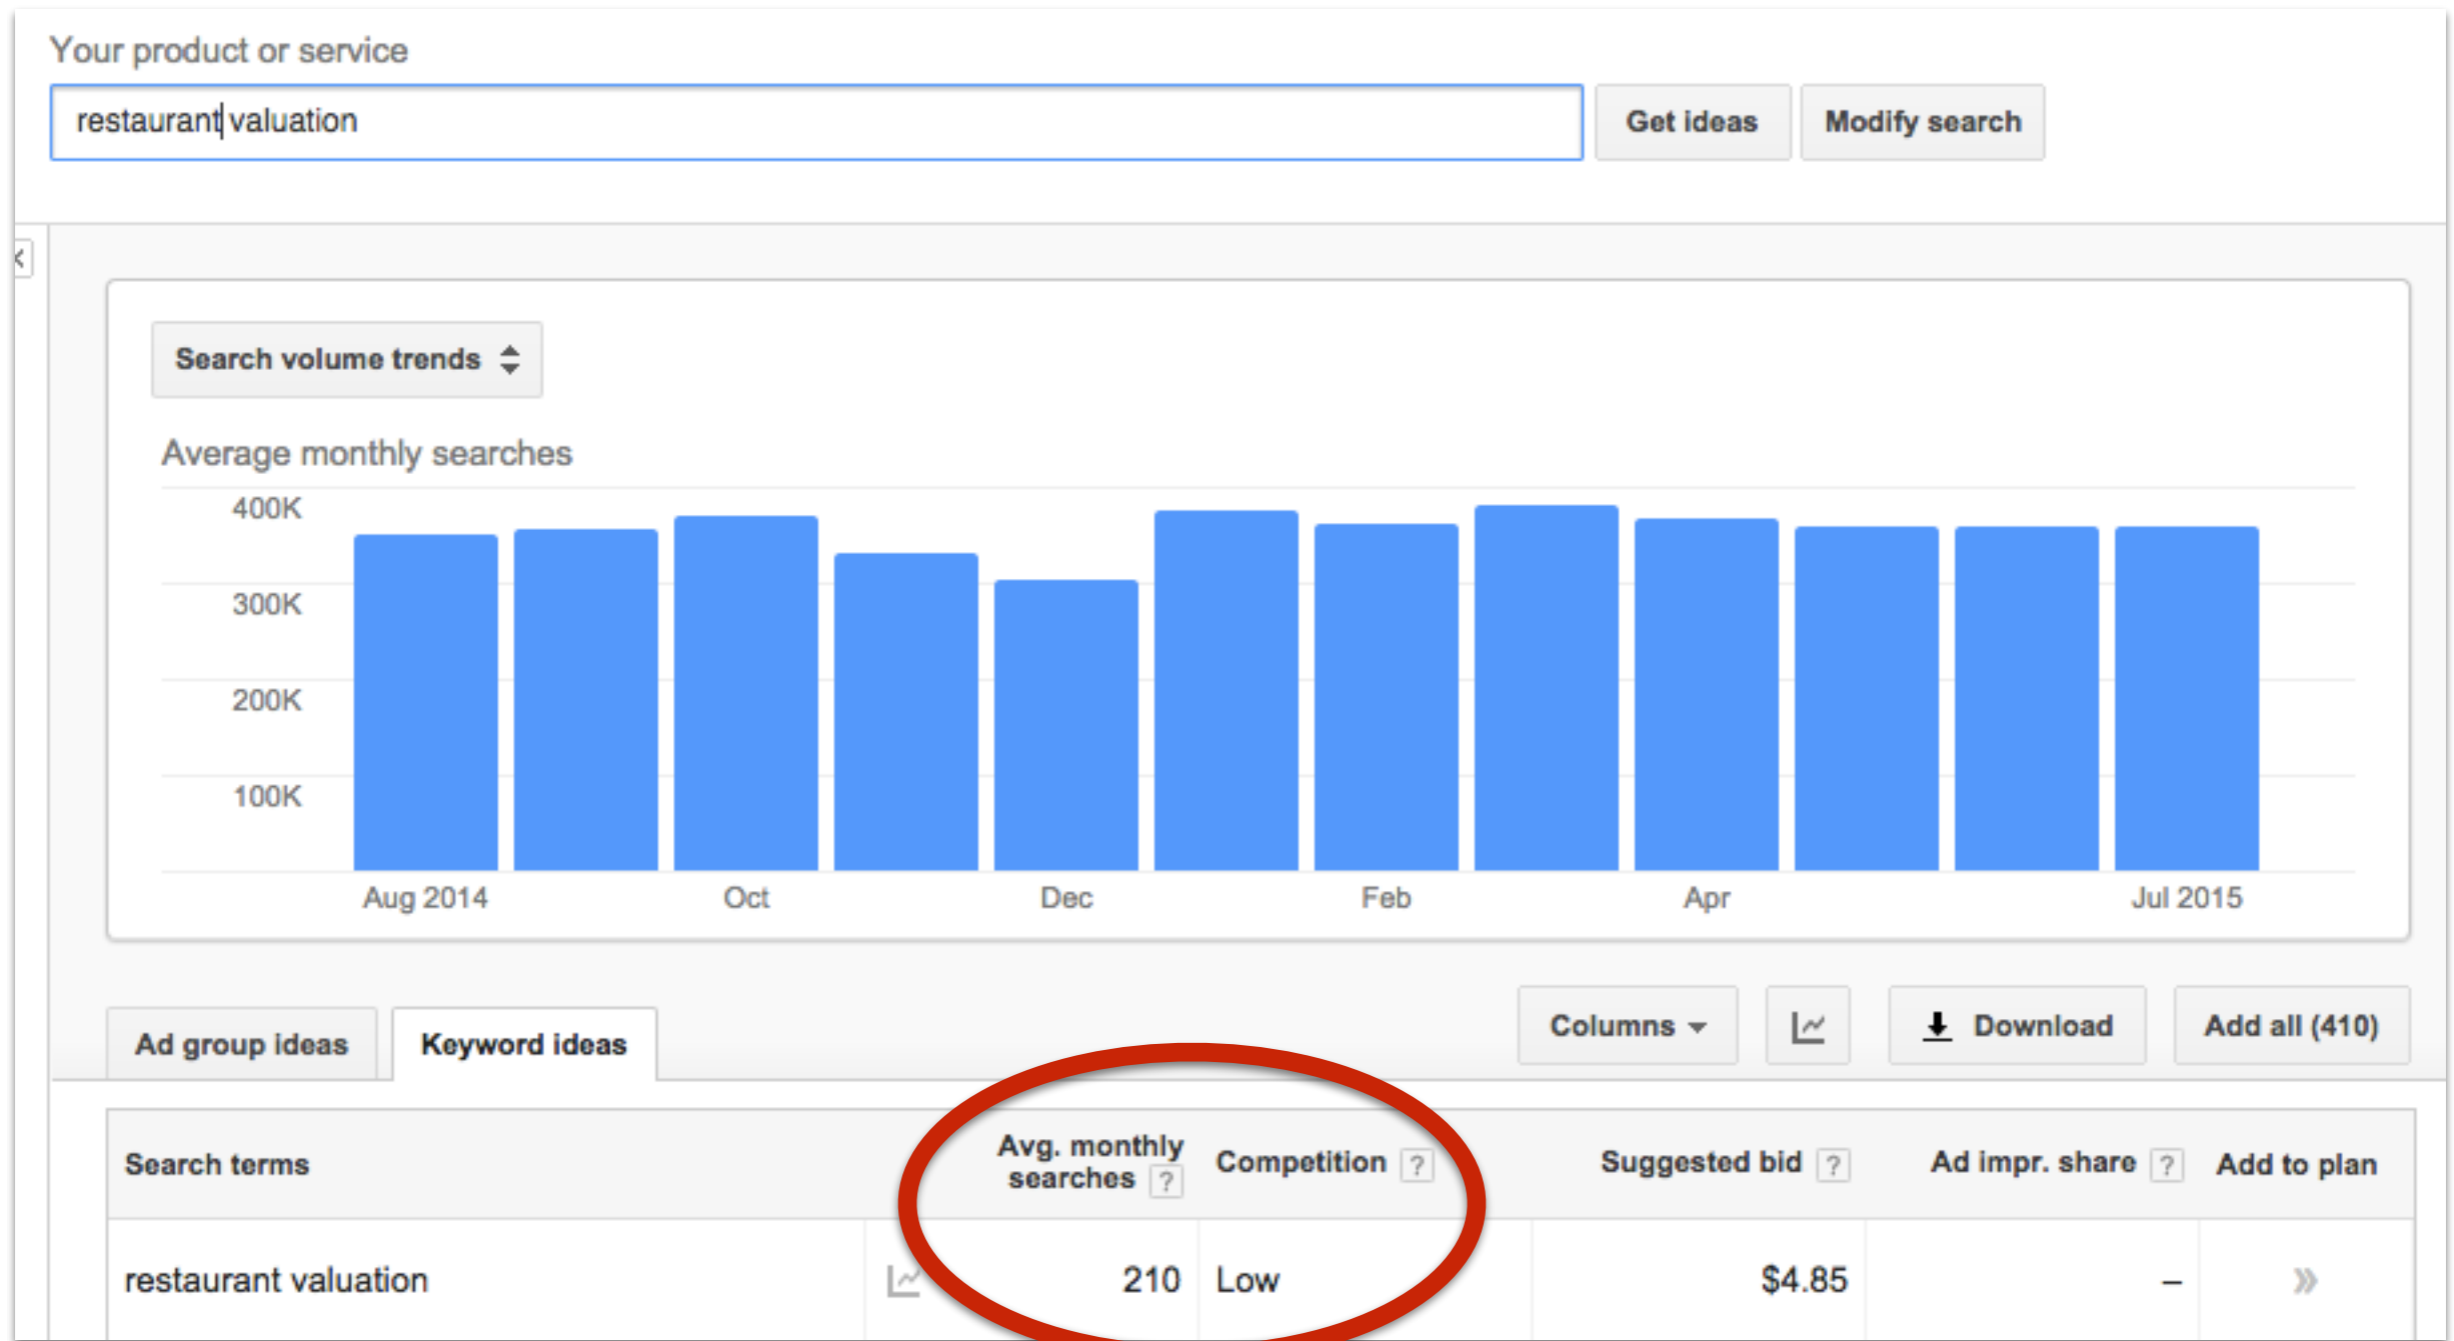 Your product or service
restaurant valuation
Get ideas
Modify search
Search volume trends
Average monthly searches
400K
300K
200K
100K
Aug 2014 Oct Dec Feb Apr Jul 2015
Ad group ideas
Keyword ideas
Columns
Download
Add all (410)
Search terms
Avg. monthly
searches ?
Competition ?
Suggested bid ?
Ad impr. share ?
Add to plan
restaurant valuation 210 Low $4.85 – »